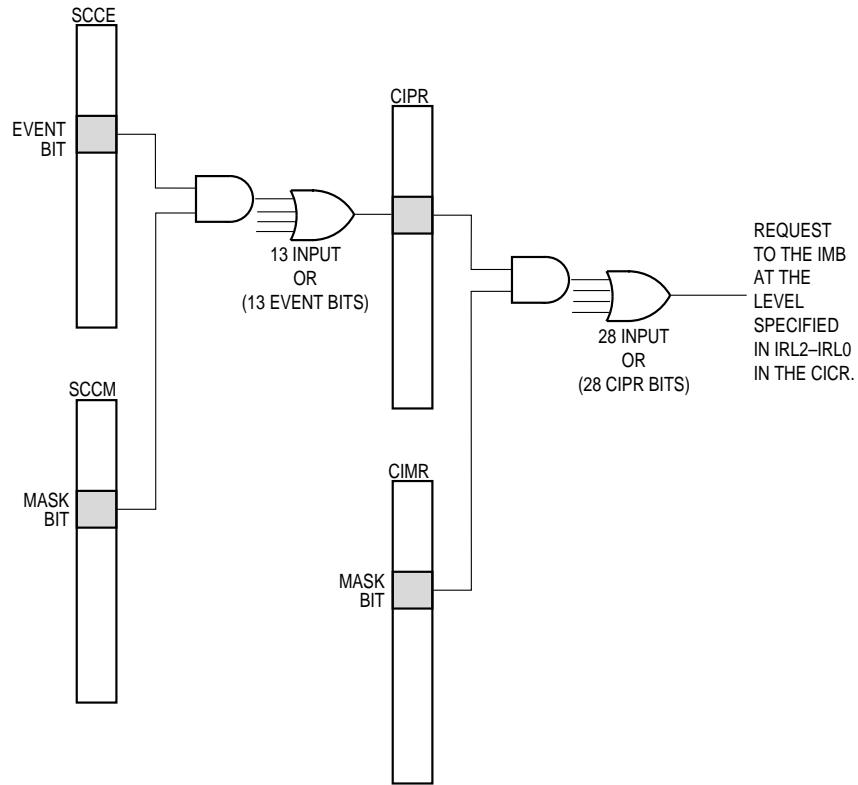 SCCE
EVENT
BIT
CIPR
13 INPUT
OR
(13 EVENT BITS)
REQUEST
TO THE IMB
AT THE
LEVEL
SPECIFIED
IN IRL2–IRL0
IN THE CICR.
28 INPUT
OR
(28 CIPR BITS)
SCCM
MASK
BIT
CIMR
MASK
BIT